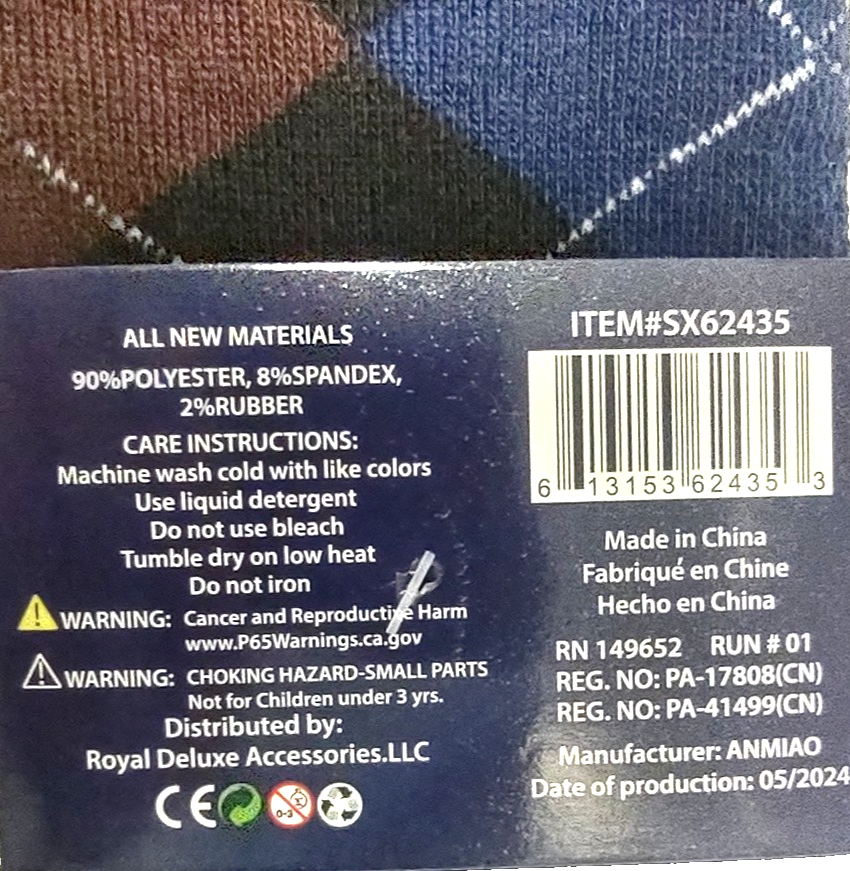 ALL NEW MATERIALS
90%POLYESTER, 8%SPANDEX,
2%RUBBER
CARE INSTRUCTIONS:
Machine wash cold with like colors
Use liquid detergent
Do not use bleach
Tumble dry on low heat
Do not iron
WARNING: Cancer and Reproductive Harm
www.P65Warnings.ca.gov
WARNING: CHOKING HAZARD-SMALL PARTS
Not for Children under 3 yrs.
Distributed by:
Royal Deluxe Accessories.LLC
CE
0-3
ITEM#SX62435
6 13153 62435 3
Made in China
Fabriqué en Chine
Hecho en China
RN 149652 RUN # 01
REG. NO: PA-17808(CN)
REG. NO: PA-41499(CN)
Manufacturer: ANMIAO
Date of production: 05/2024